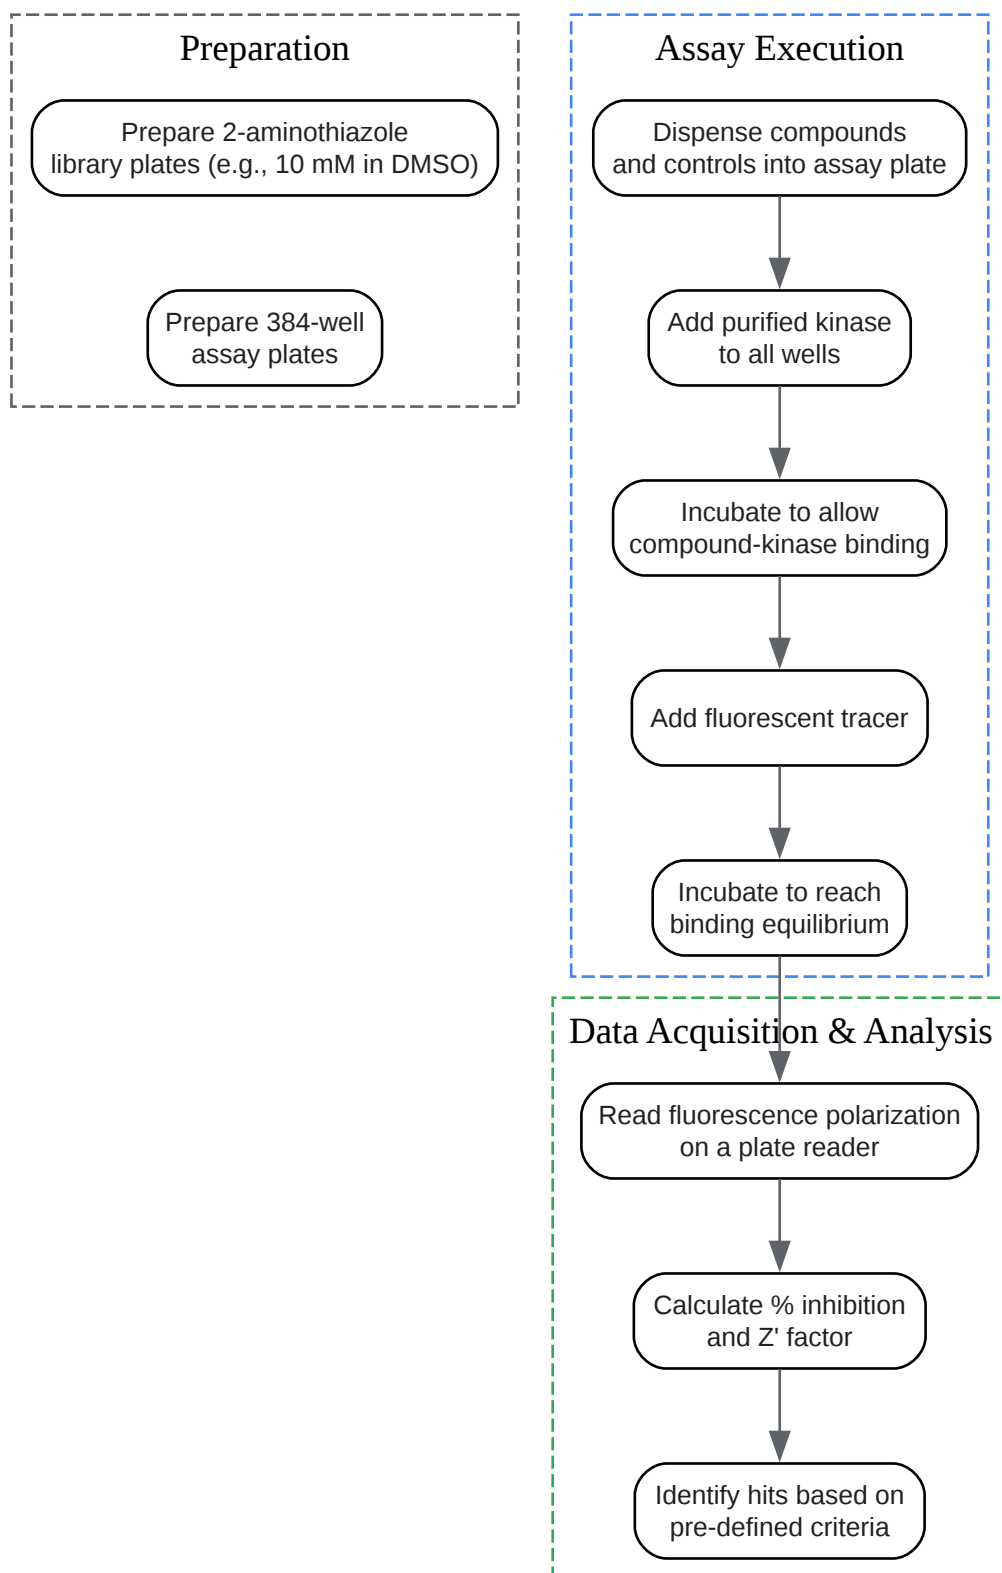 Preparation
Prepare 2-aminothiazole
library plates (e.g., 10 mM in DMSO)
Prepare 384-well
assay plates
Assay Execution
Dispense compounds
and controls into assay plate
Add purified kinase
to all wells
Incubate to allow
compound-kinase binding
Add fluorescent tracer
Incubate to reach
binding equilibrium
Data Acquisition & Analysis
Read fluorescence polarization
on a plate reader
Calculate % inhibition
and Z' factor
Identify hits based on
pre-defined criteria